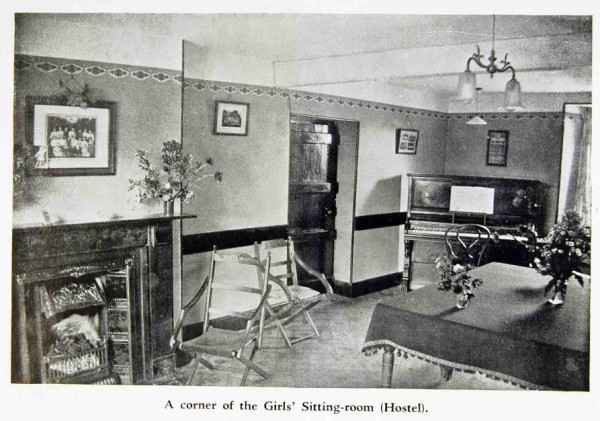 A corner of the Girls' Sitting-room (Hostel).